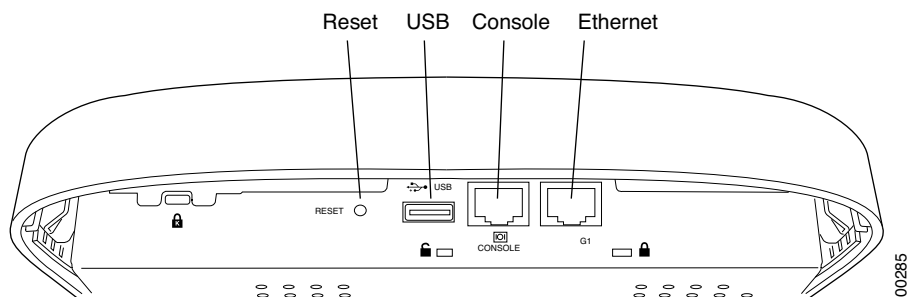 Reset USB Console Ethernet
USB
RESET
CONSOLE
G1
00285